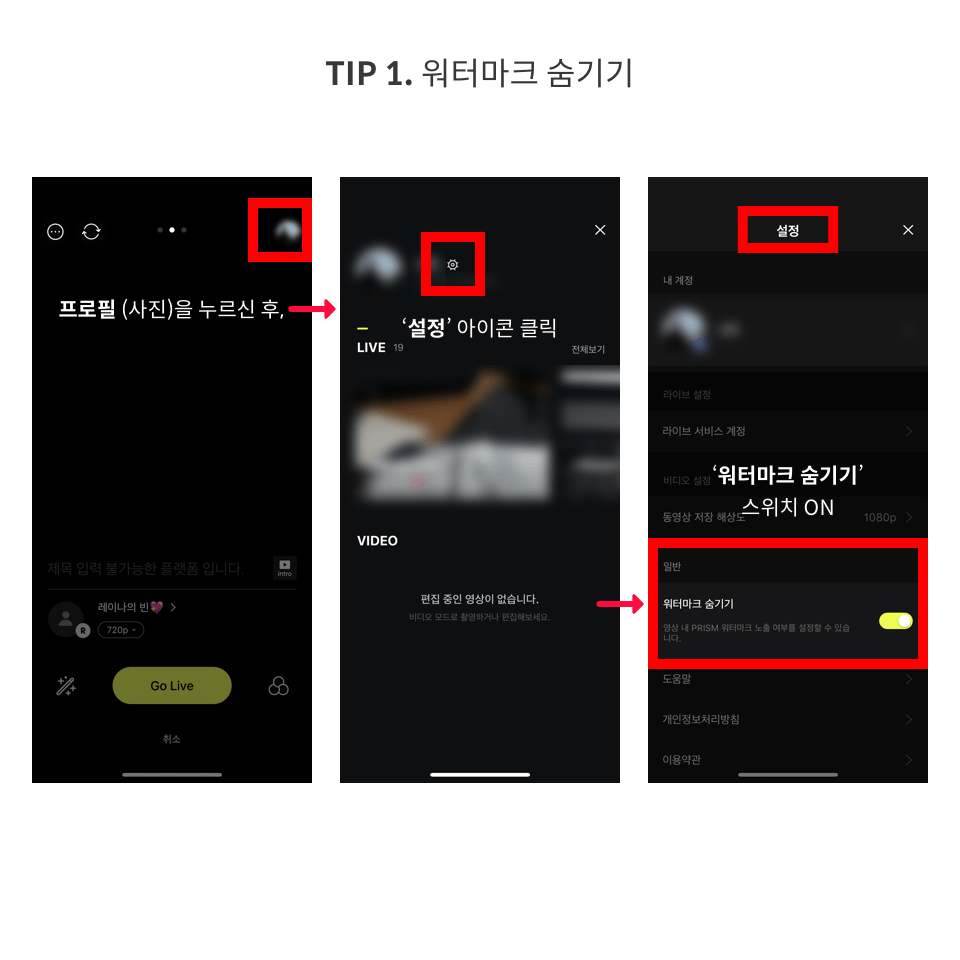 TIP 1. 워터마크 숨기기
프로필 (사진)을 누르신 후,
제목 입력 불가능한 플랫폼 입니다.
intro
레이나의 빈💖 >
R
720p
Go Live
취소
‘설정’ 아이콘 클릭
LIVE 19
전체보기
VIDEO
편집 중인 영상이 없습니다.
비디오 모드로 촬영하거나 편집해보세요.
설정
내 계정
라이브 설정
라이브 서비스 계정
비디오 설정
‘워터마크 숨기기’
스위치 ON
동영상 저장 해상도 1080p
일반
워터마크 숨기기
영상 내 PRISM 워터마크 노출 여부를 설정할 수 있습
니다.
도움말
개인정보처리방침
이용약관